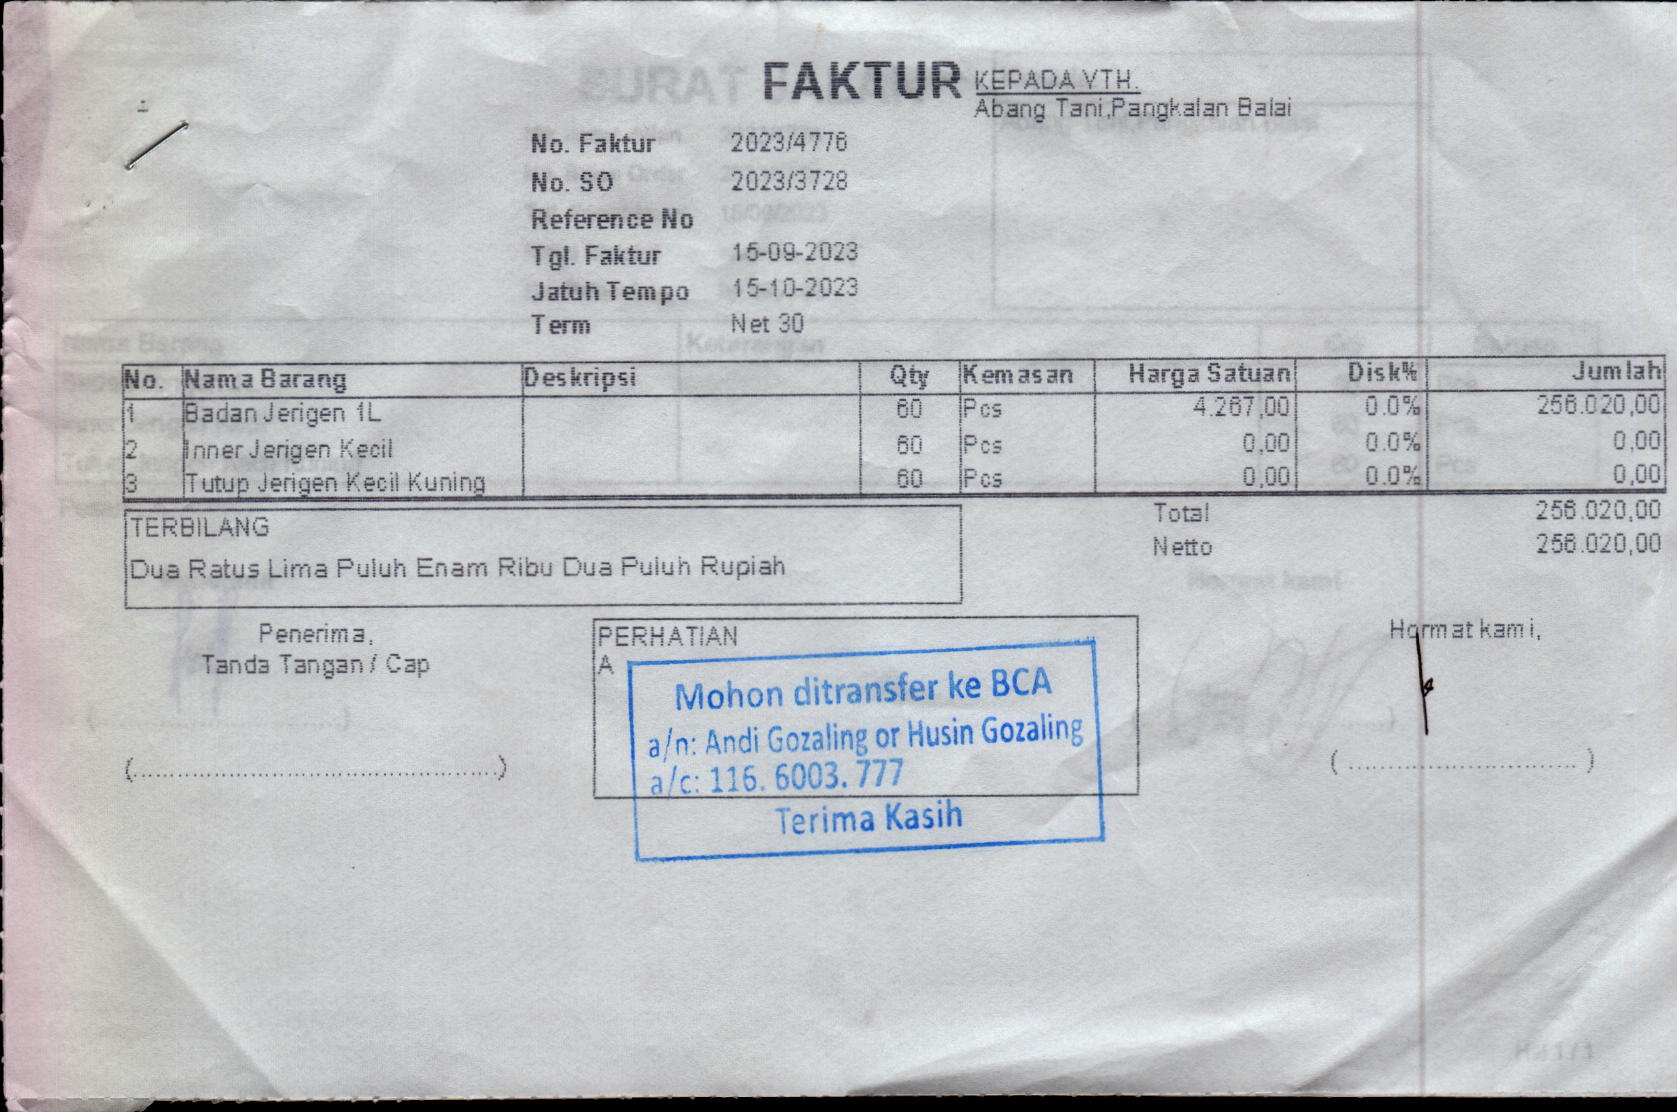 FAKTUR
KEPADA YTH.
Abang Tani,Pangkalan Balai
No. Faktur 2023/4776
No. SO 2023/3728
Reference No
Tgl. Faktur 15-09-2023
Jatuh Tempo 15-10-2023
Term Net 30
No. Nama Barang Deskripsi Qty Kemasan Harga Satuan Disk% Jumlah
1 Badan Jerigen 1L 60 Pcs 4.267,00 0.0% 256.020,00
2 Inner Jerigen Kecil 60 Pcs 0,00 0.0% 0,00
3 Tutup Jerigen Kecil Kuning 60 Pcs 0,00 0.0% 0,00
Total 256.020,00
Netto 256.020,00
TERBILANG
Dua Ratus Lima Puluh Enam Ribu Dua Puluh Rupiah
Penerima,
Tanda Tangan / Cap
(..............................................)
PERHATIAN
A
Mohon ditransfer ke BCA
a/n: Andi Gozaling or Husin Gozaling
a/c: 116. 6003. 777
Terima Kasih
Hormat kami,
( ............................. )